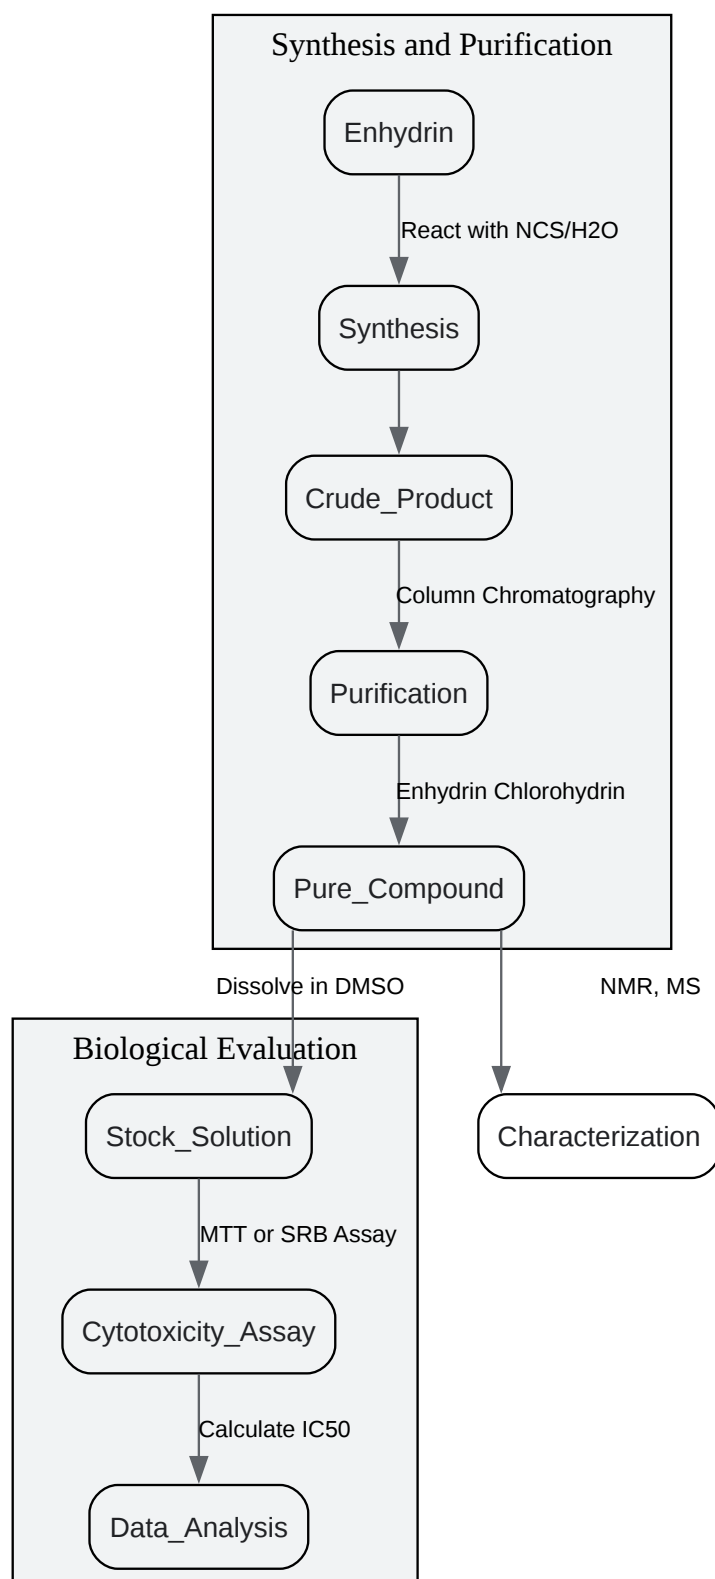 Synthesis and Purification
Enhydrin
React with NCS/H2O
Synthesis
Crude_Product
Column Chromatography
Purification
Enhydrin Chlorohydrin
Pure_Compound
Dissolve in DMSO
NMR, MS
Biological Evaluation
Stock_Solution
Characterization
MTT or SRB Assay
Cytotoxicity_Assay
Calculate IC50
Data_Analysis